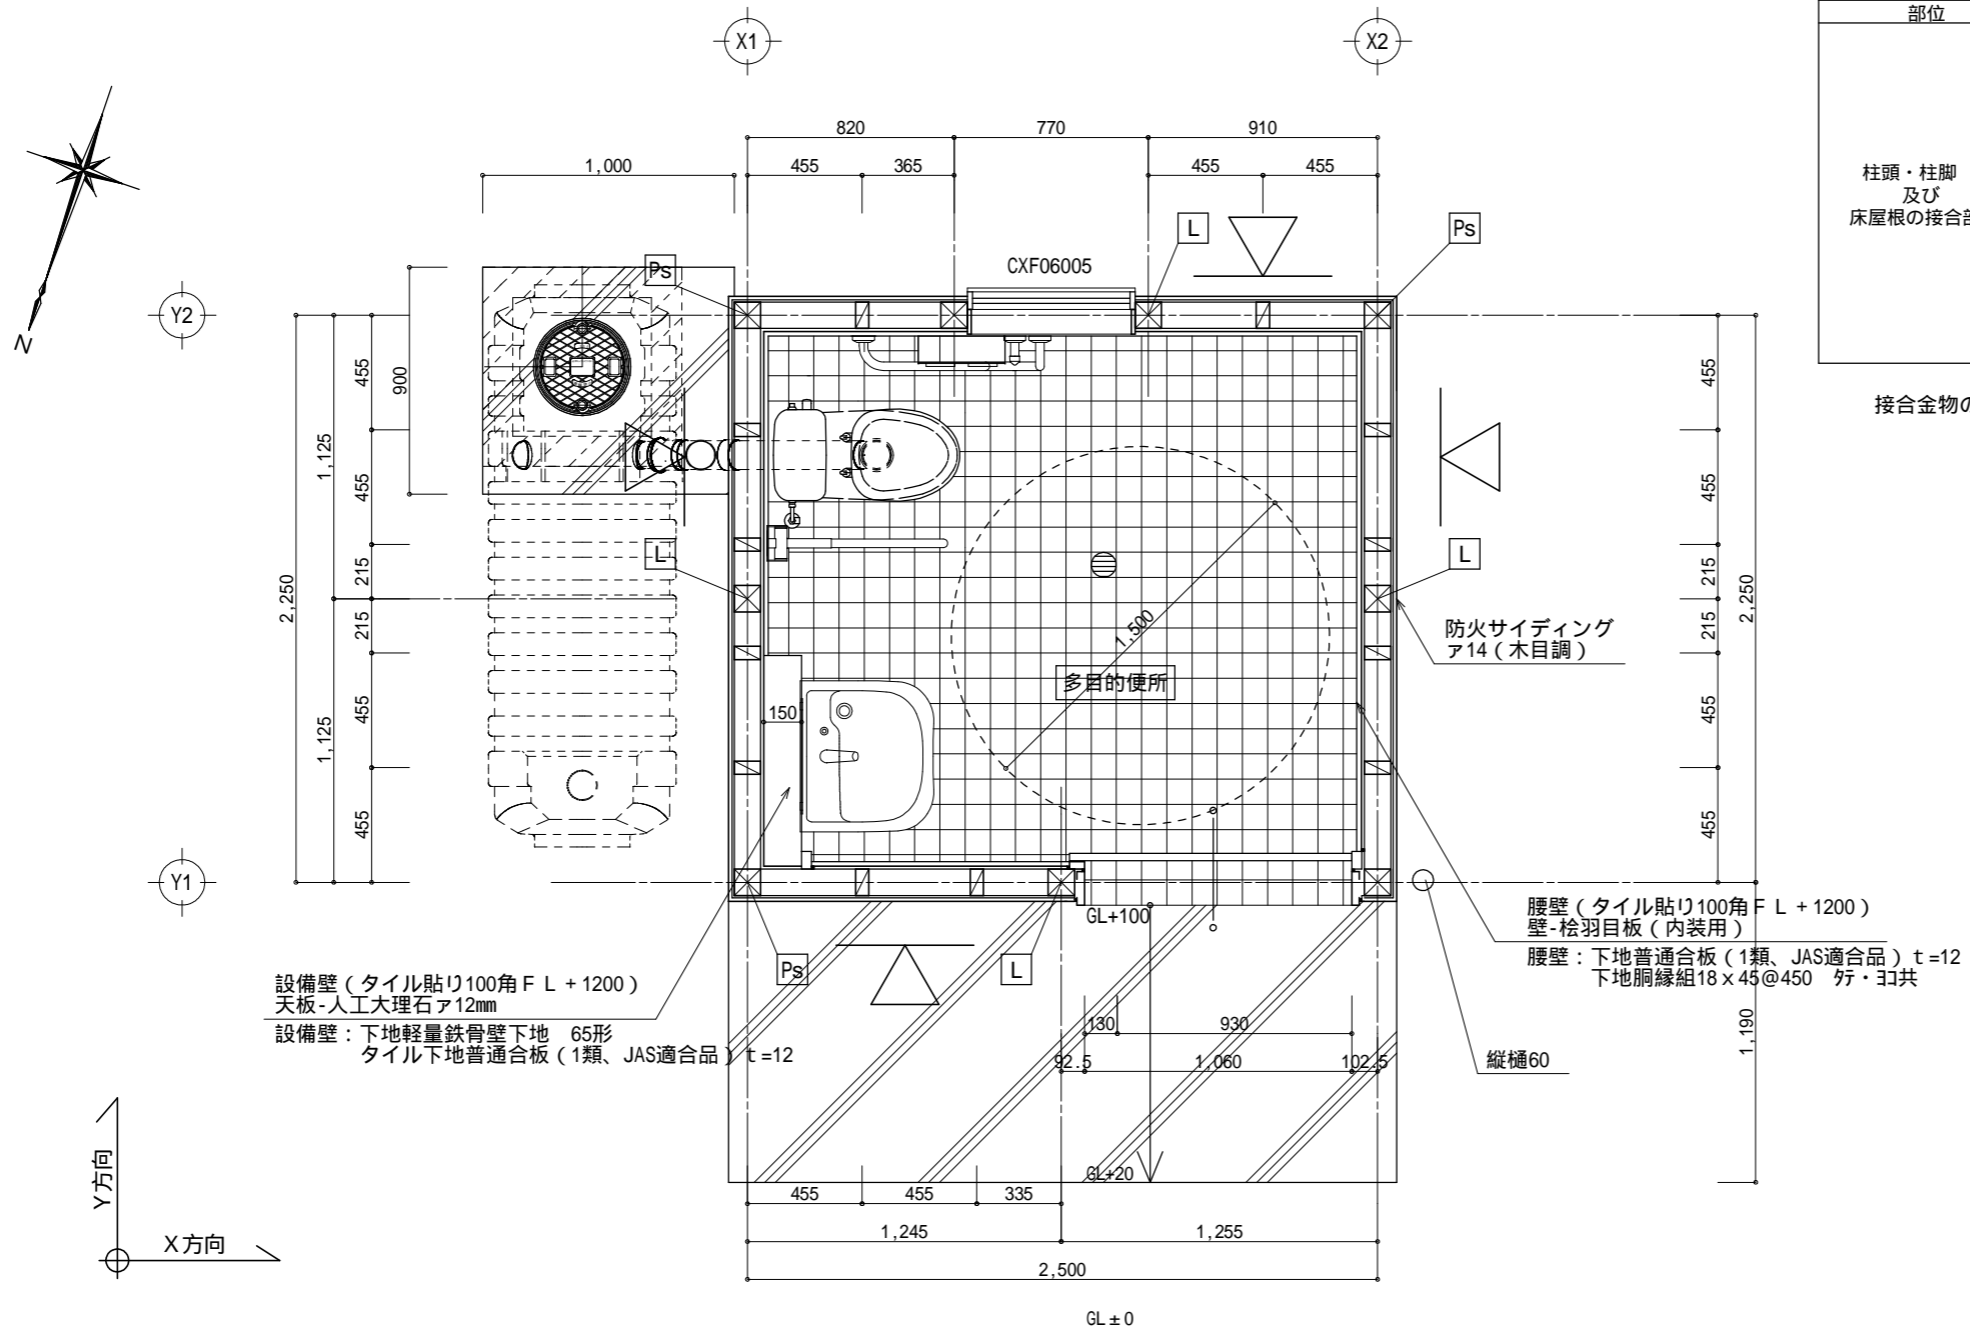 部位
X1
X2
820
770
910
1,000
455
365
455
455
柱頭・柱脚
及び
床屋根の接合部
L
Ps
CXF06005
Ps
N
Y2
455
900
455
接合金物の
1,125
455
455
455
L
L
215
215
2,250
2,250
215
215
1,500
防火サイディング
ァ14(木目調)
多目的便所
150
455
455
1,125
455
455
Y1
GL+100
腰壁(タイル貼り100角FL+1200)
壁-桧羽目板(内装用)
腰壁:下地普通合板(1類、JAS適合品)t=12
下地胴縁組18x45@450 タテ・ヨコ共
Ps
L
設備壁(タイル貼り100角FL+1200)
天板-人工大理石ァ12mm
設備壁:下地軽量鉄骨壁下地 65形
タイル下地普通合板(1類、JAS適合品)t=12
130
930
1,190
92.5
1,060
102.5
縦樋60
GL+20
Y方向
455
455
335
X方向
1,245
1,255
2,500
GL±0